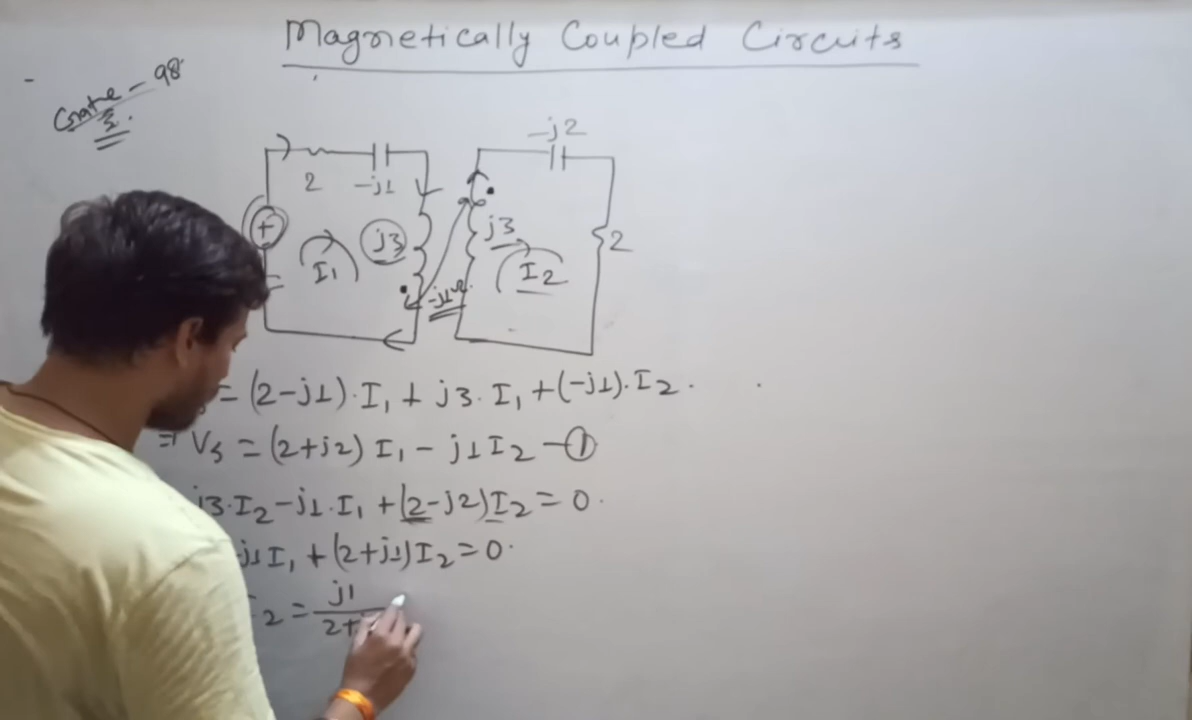 Magnetically Coupled Circuits
Gate - 98
-j2
2 -j1
+ I₁ j3 j3 I2 2
-j1
= (2-j1).I₁ + j3.I₁ + (-j1).I2.
⇒ Vs = (2+j2) I₁ - j1 I2 - ①
j3.I2 - j1.I₁ + (2-j2)I2 = 0.
j1 I₁ + (2+j1)I2 = 0.
2 = j1
2+